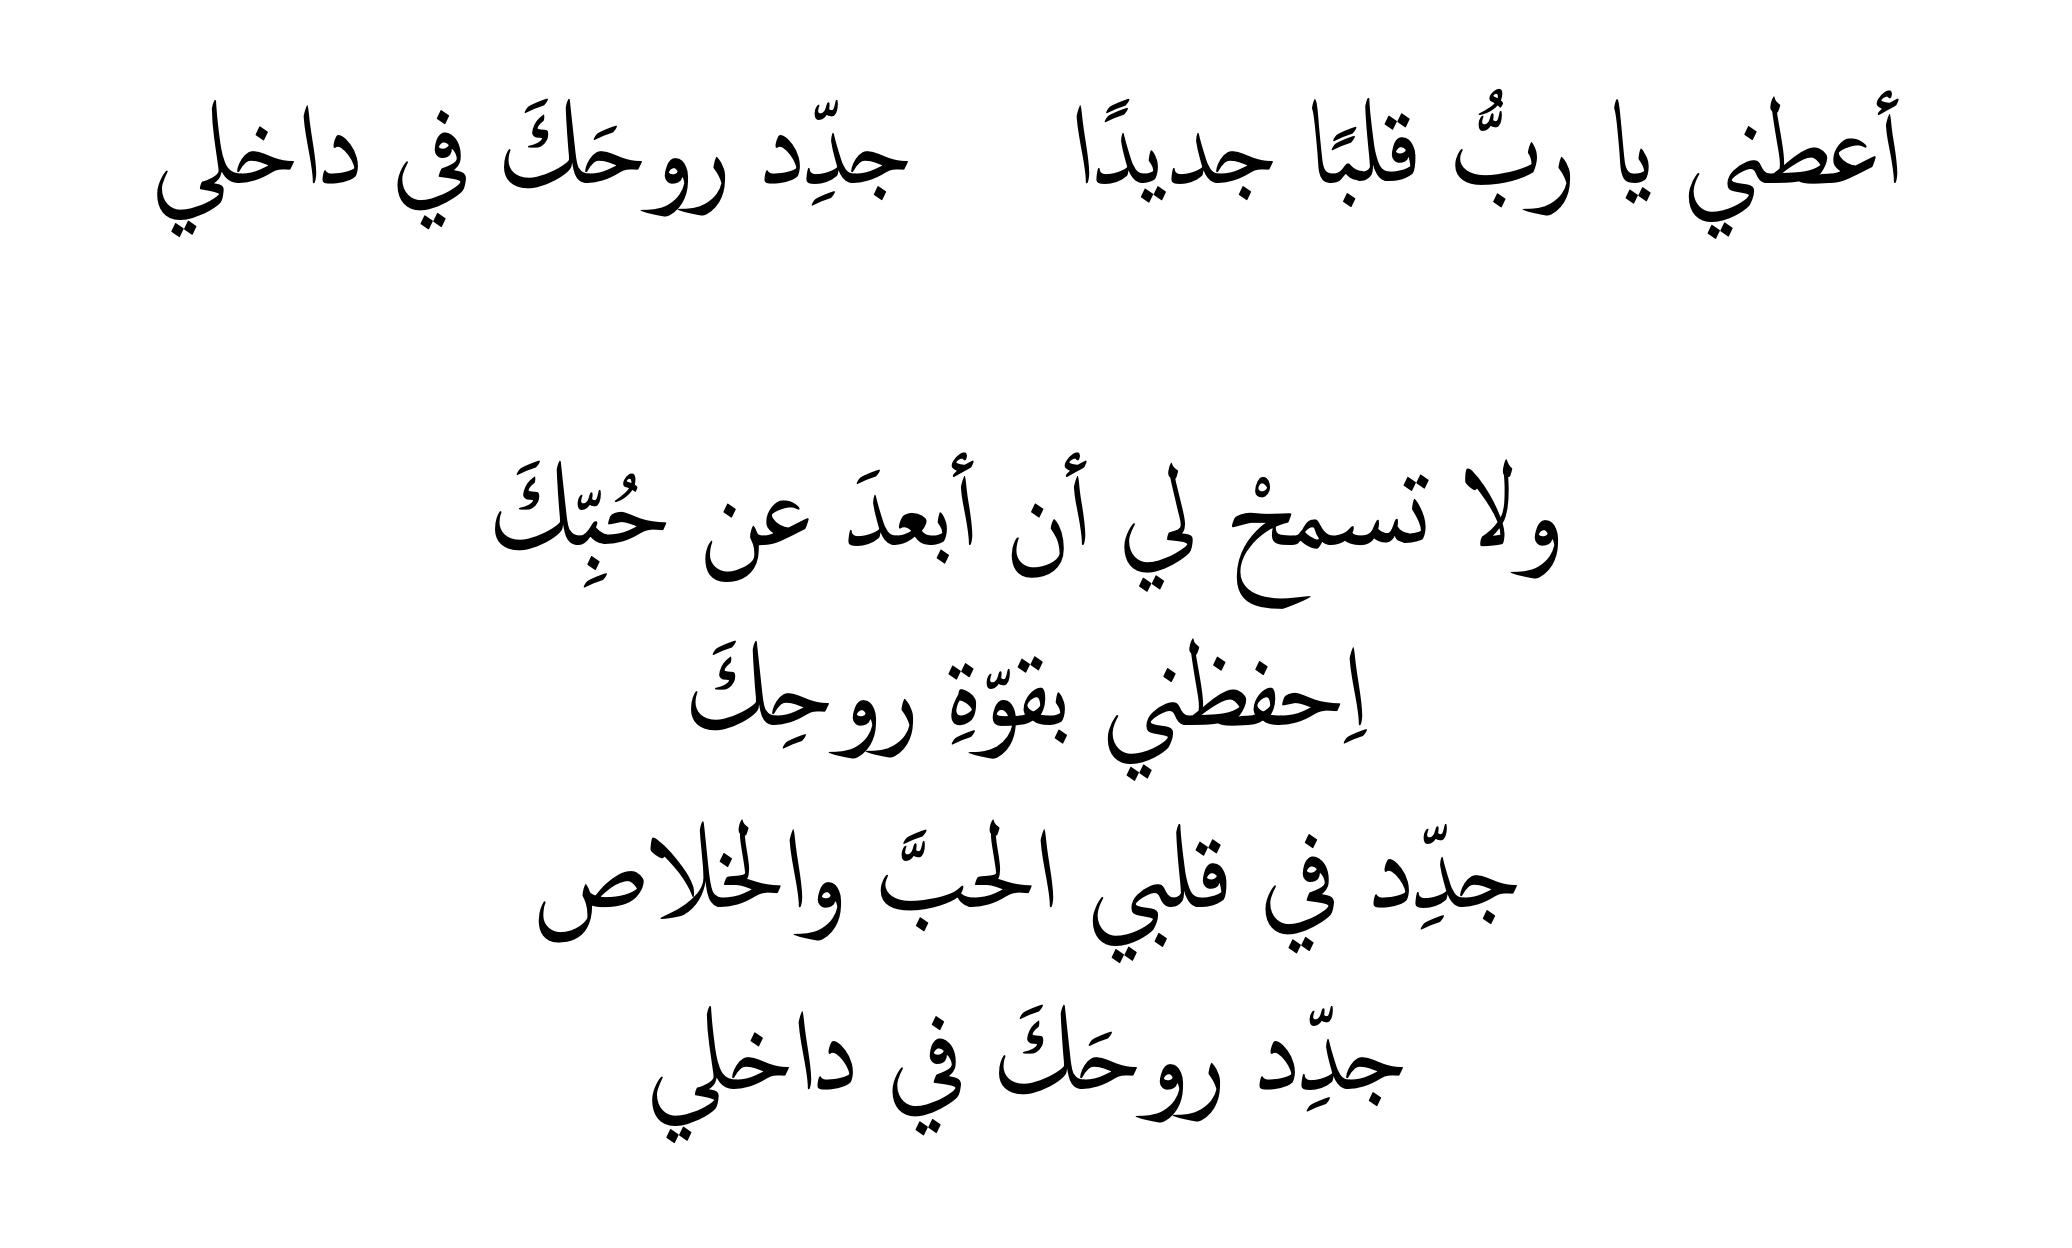 أعطني يا ربُّ قلبًا جديدًا جدِّد روحَكَ في داخلي
ولا تسمحْ لي أن أبعدَ عن حُبِّكَ
اِحفظني بقوّةِ روحِكَ
جدِّد في قلبي الحبَّ والخلاص
جدِّد روحَكَ في داخلي